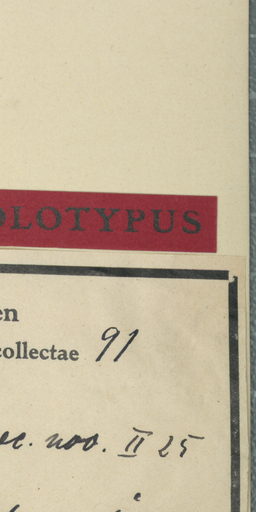 OLOTYPUS
en
collectae 91
ec. nov. II 25